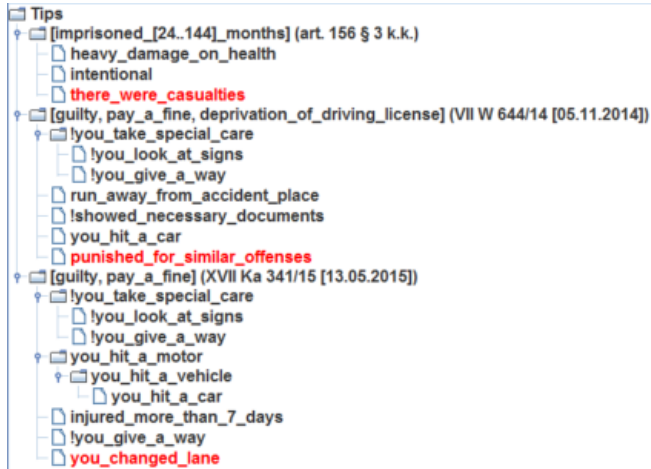 Tips
[imprisoned_[24..144]_months] (art. 156 § 3 k.k.)
heavy_damage_on_health
intentional
there_were_casualties
[guilty, pay_a_fine, deprivation_of_driving_license] (VII W 644/14 [05.11.2014])
!you_take_special_care
!you_look_at_signs
!you_give_a_way
run_away_from_accident_place
!showed_necessary_documents
you_hit_a_car
punished_for_similar_offenses
[guilty, pay_a_fine] (XVII Ka 341/15 [13.05.2015])
!you_take_special_care
!you_look_at_signs
!you_give_a_way
you_hit_a_motor
you_hit_a_vehicle
you_hit_a_car
injured_more_than_7_days
!you_give_a_way
you_changed_lane